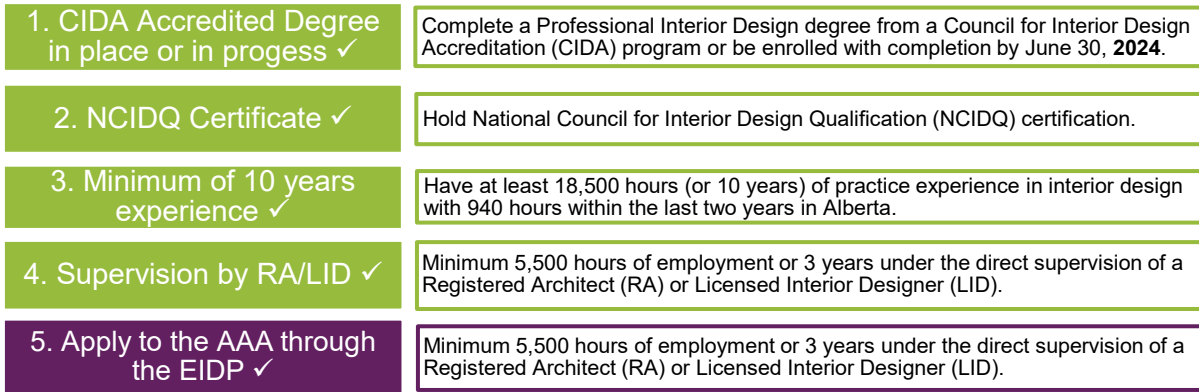 1. CIDA Accredited Degree
in place or in progess ✓
Complete a Professional Interior Design degree from a Council for Interior Design
Accreditation (CIDA) program or be enrolled with completion by June 30, 2024.
2. NCIDQ Certificate ✓
Hold National Council for Interior Design Qualification (NCIDQ) certification.
3. Minimum of 10 years
experience ✓
Have at least 18,500 hours (or 10 years) of practice experience in interior design
with 940 hours within the last two years in Alberta.
4. Supervision by RA/LID ✓
Minimum 5,500 hours of employment or 3 years under the direct supervision of a
Registered Architect (RA) or Licensed Interior Designer (LID).
5. Apply to the AAA through
the EIDP ✓
Minimum 5,500 hours of employment or 3 years under the direct supervision of a
Registered Architect (RA) or Licensed Interior Designer (LID).